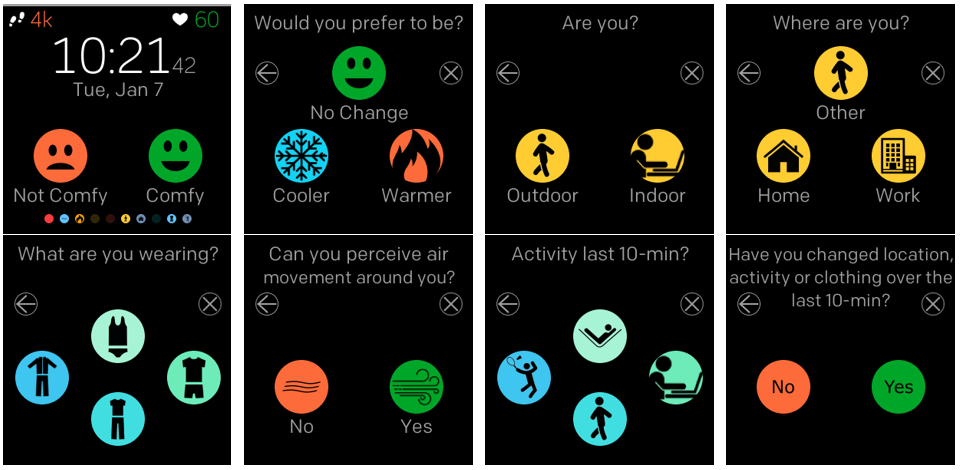 4k 60
10:21 42
Tue, Jan 7
Not Comfy Comfy
Would you prefer to be?
No Change
Cooler Warmer
Are you?
Outdoor Indoor
Where are you?
Other
Home Work
What are you wearing?
Can you perceive air
movement around you?
No Yes
Activity last 10-min?
Have you changed location,
activity or clothing over the
last 10-min?
No Yes